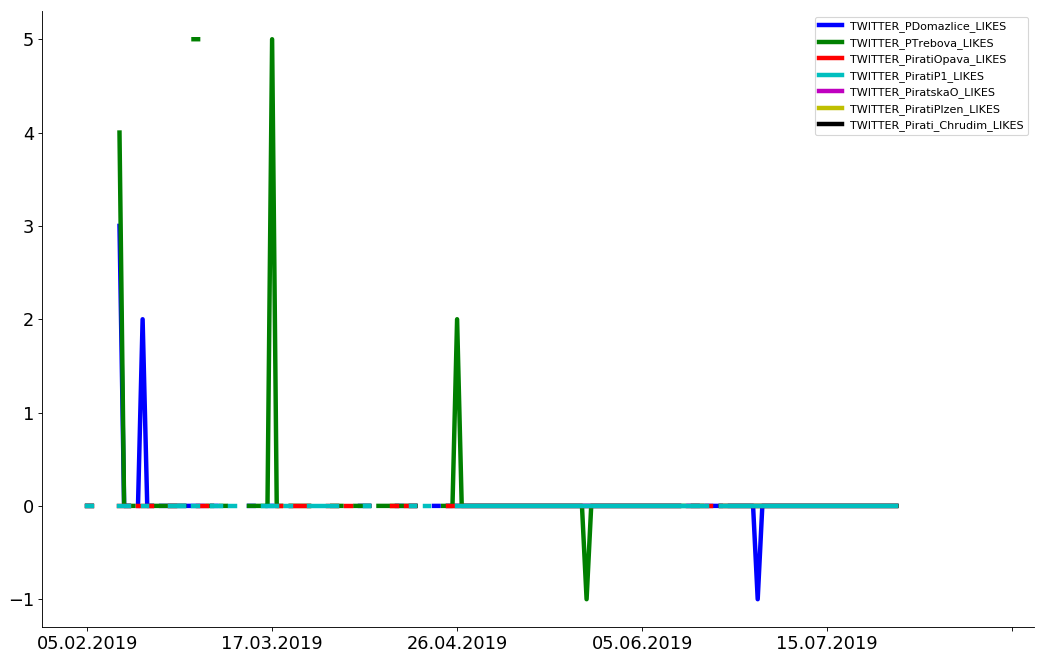 TWITTER_PDomazlice_LIKES
TWITTER_PTrebova_LIKES
TWITTER_PiratiOpava_LIKES
TWITTER_PiratiP1_LIKES
TWITTER_PiratskaO_LIKES
TWITTER_PiratiPlzen_LIKES
TWITTER_Pirati_Chrudim_LIKES
5
4
3
2
1
0
−1
05.02.2019 17.03.2019 26.04.2019 05.06.2019 15.07.2019